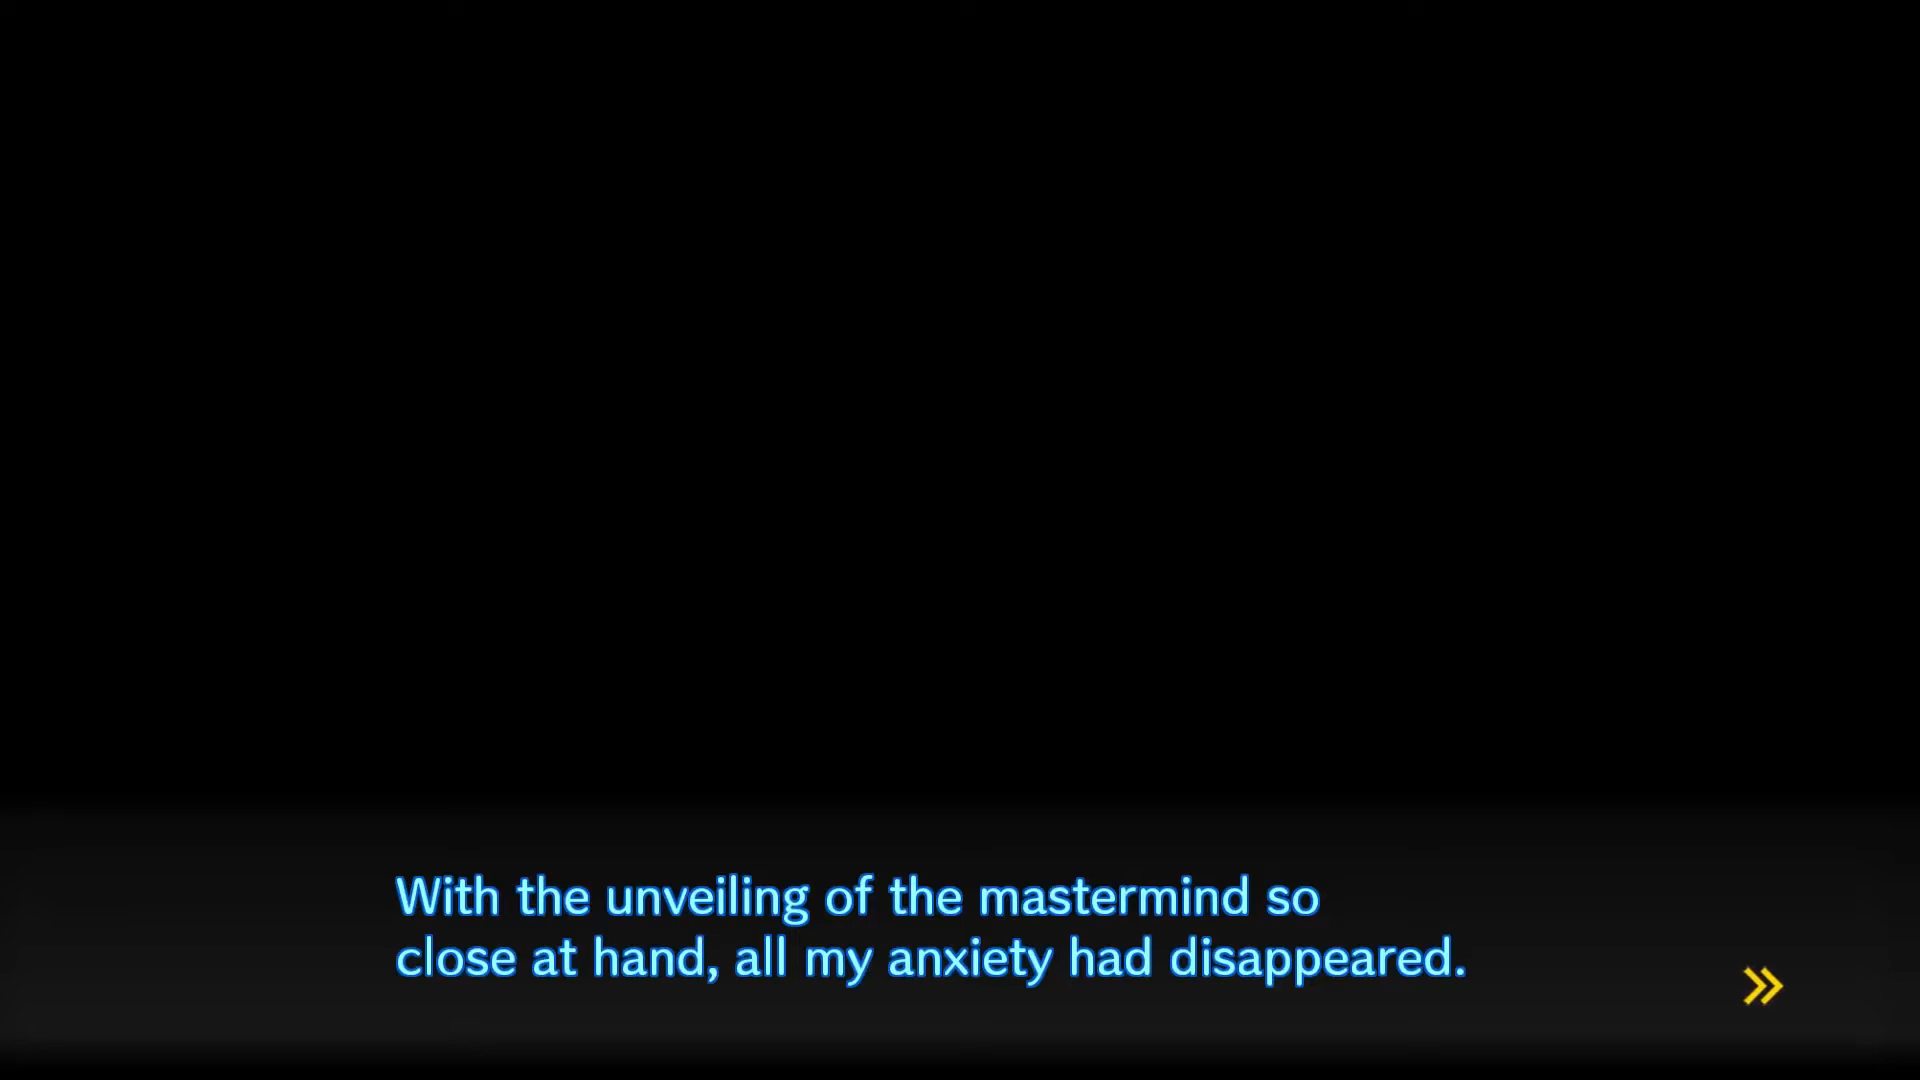 With the unveiling of the mastermind so
close at hand, all my anxiety had disappeared.